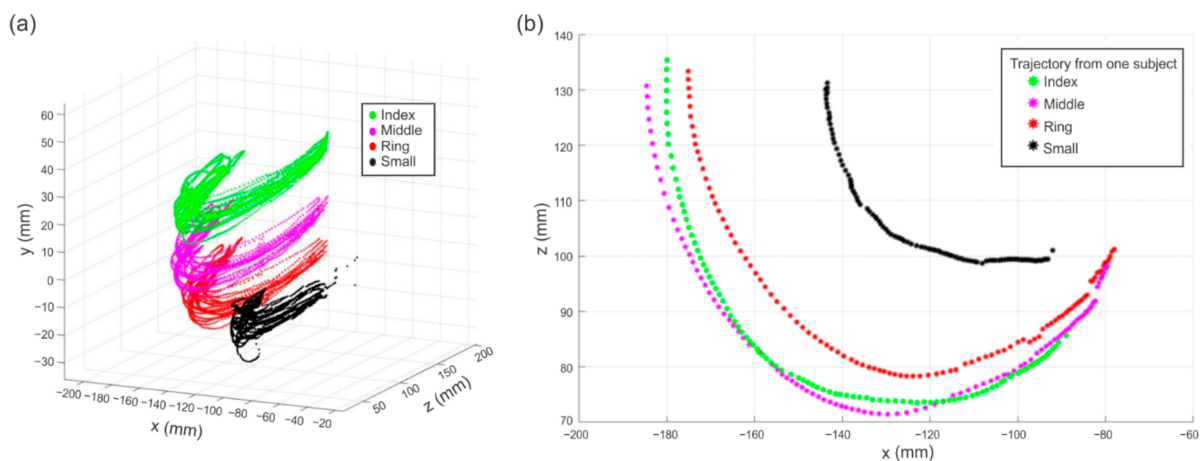 (a)
Index
Middle
Ring
Small
60
50
40
30
20
10
0
−10
−20
−30
y (mm)
−200
−180
−160
−140
−120
−100
−80
−60
−40
−20
x (mm)
50
100
150
200
z (mm)
(b)
140
130
120
110
100
90
80
70
z (mm)
Trajectory from one subject
Index
Middle
Ring
Small
−200
−180
−160
−140
−120
−100
−80
−60
x (mm)